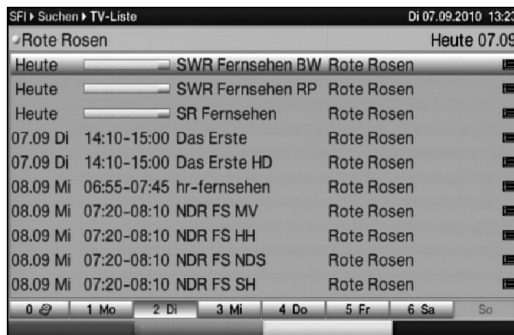 SFI Suchen TV-Liste Di 07.09.2010 13:23
Rote Rosen Heute 07.09
Heute SWR Fernsehen BW Rote Rosen
Heute SWR Fernsehen RP Rote Rosen
Heute SR Fernsehen Rote Rosen
07.09 Di 14:10-15:00 Das Erste Rote Rosen
07.09 Di 14:10-15:00 Das Erste HD Rote Rosen
08.09 Mi 06:55-07:45 hr-fernsehen Rote Rosen
08.09 Mi 07:20-08:10 NDR FS MV Rote Rosen
08.09 Mi 07:20-08:10 NDR FS HH Rote Rosen
08.09 Mi 07:20-08:10 NDR FS NDS Rote Rosen
08.09 Mi 07:20-08:10 NDR FS SH Rote Rosen
0 1 Mo 2 Di 3 Mi 4 Do 5 Fr 6 Sa So